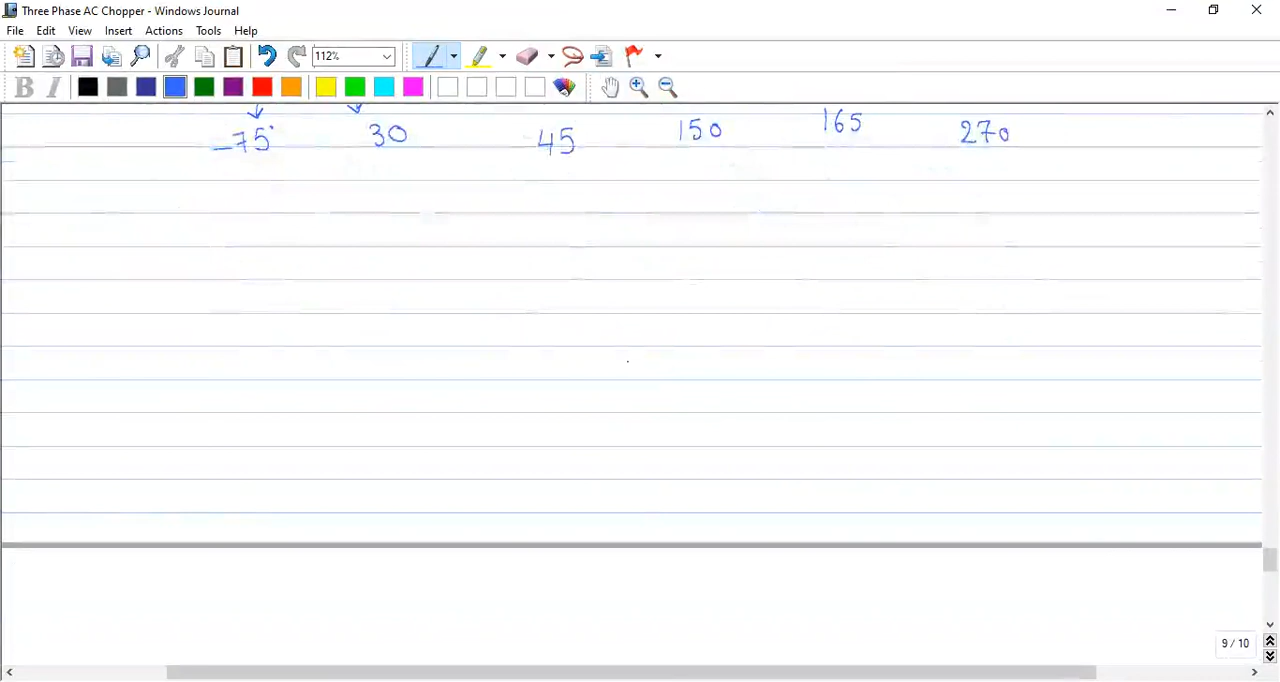 Three Phase AC Chopper - Windows Journal
File Edit View Insert Actions Tools Help
112%
B I
-75° 30 45 150 165 270
9 / 10